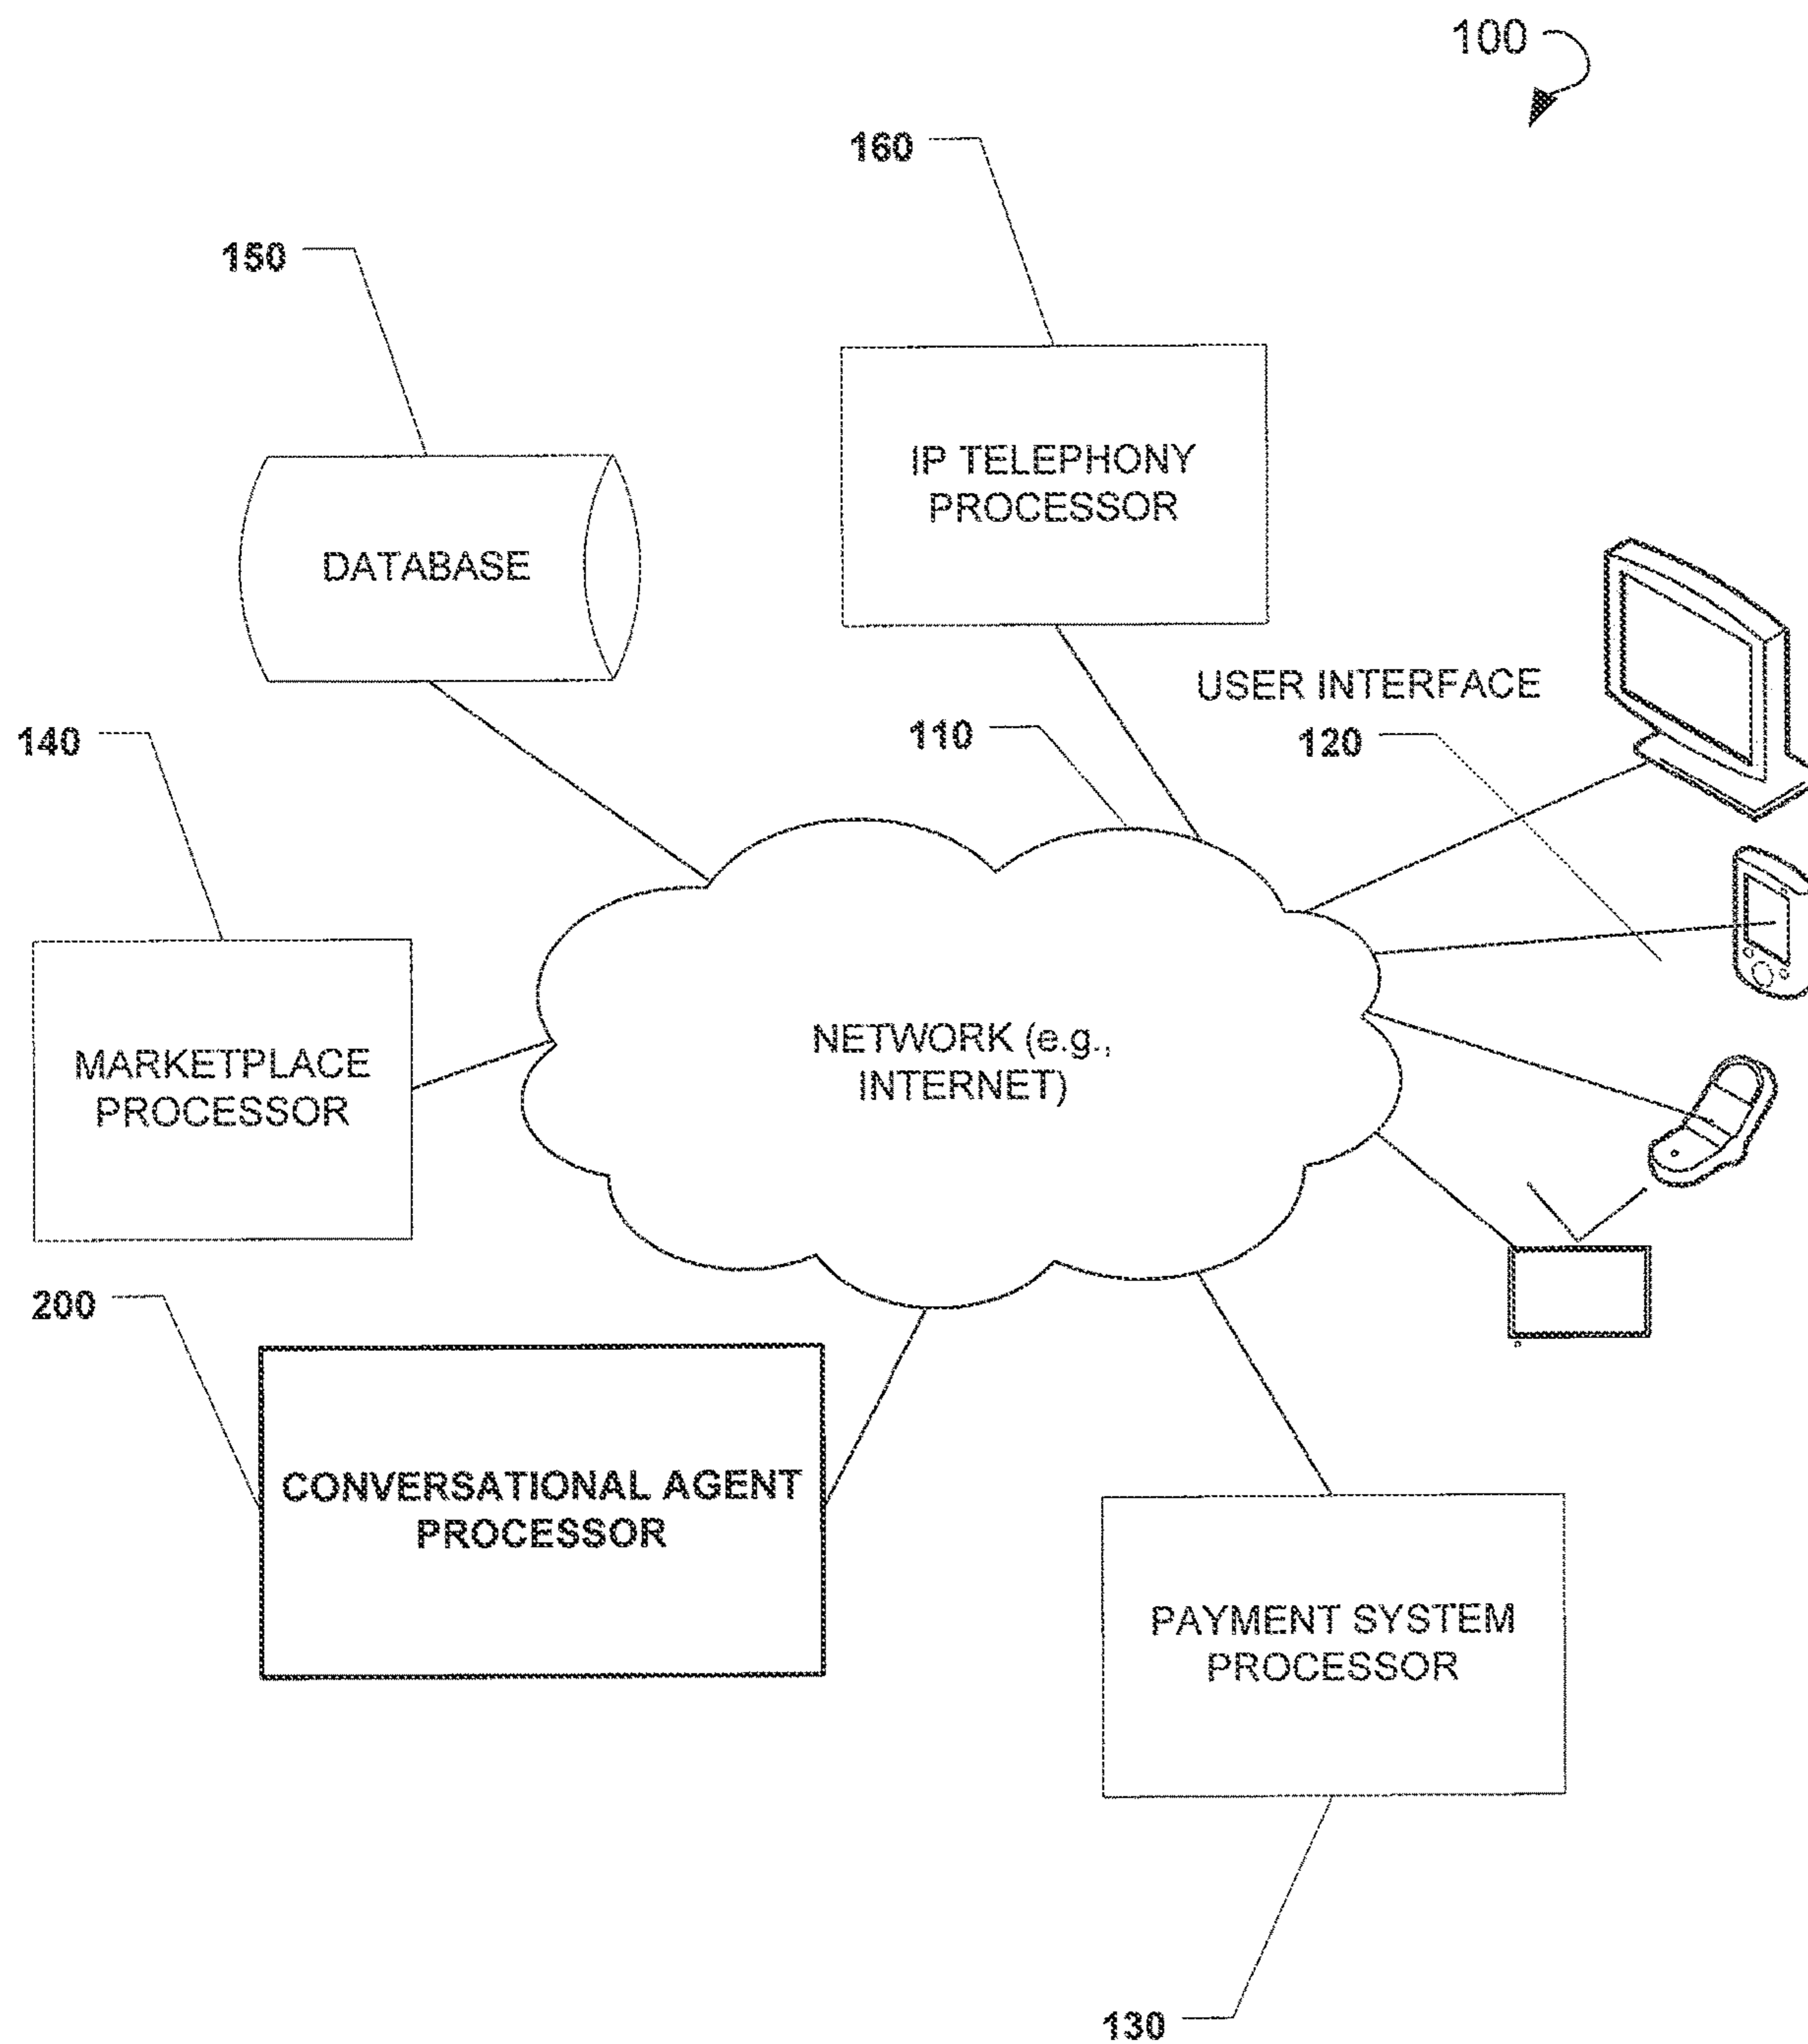 100
160
150
IP TELEPHONY
PROCESSOR
DATABASE
USER INTERFACE
140
110
120
NETWORK (e.g.,
INTERNET)
MARKETPLACE
PROCESSOR
200
CONVERSATIONAL AGENT
PROCESSOR
PAYMENT SYSTEM
PROCESSOR
130